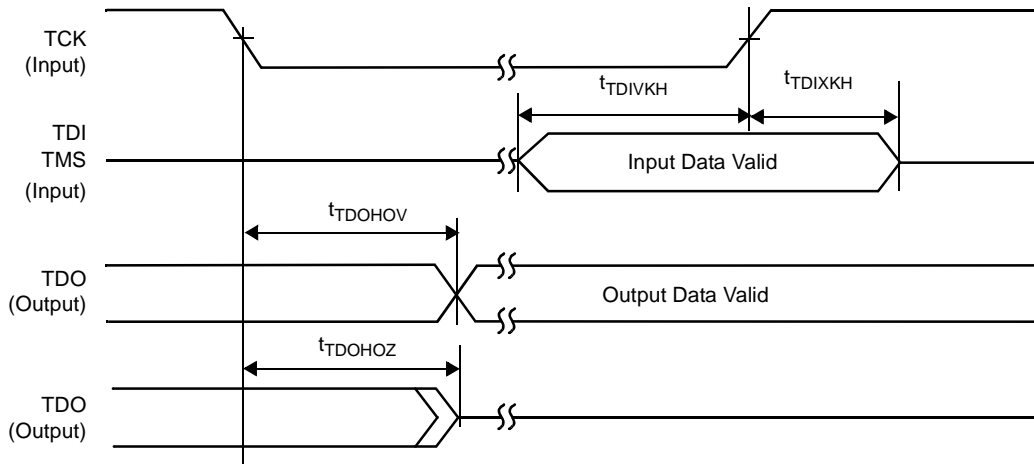 TCK
(Input)
tTDIVKH
tTDIXKH
TDI
TMS
(Input)
Input Data Valid
tTDOHOV
TDO
(Output)
Output Data Valid
tTDOHOZ
TDO
(Output)